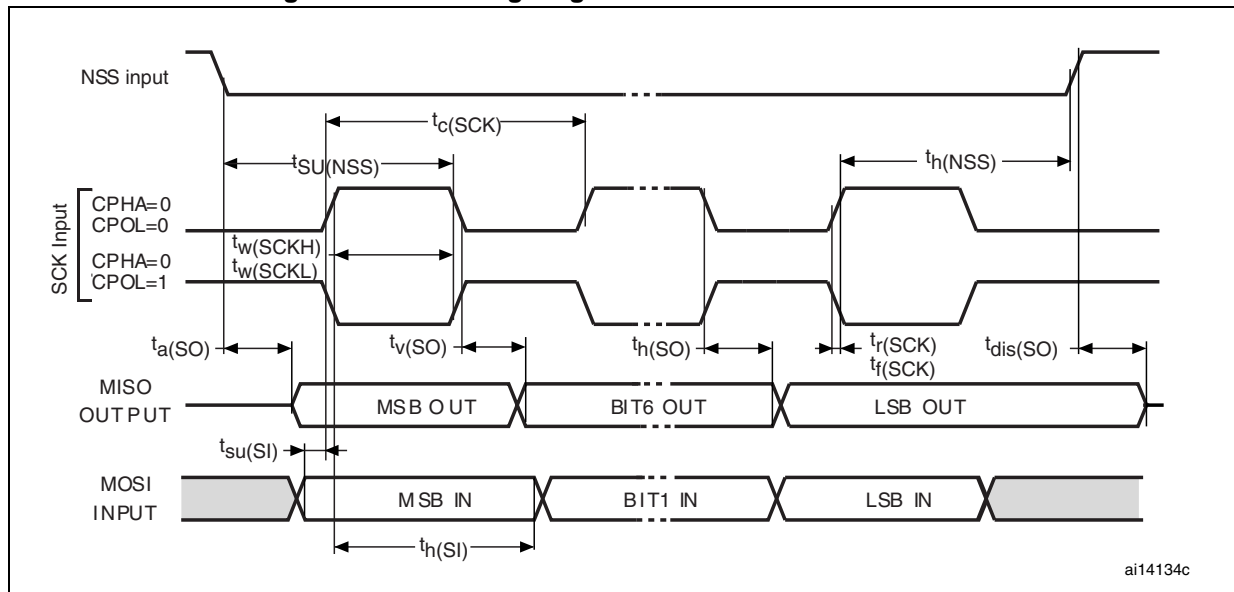 NSS input
tc(SCK)
tSU(NSS)
th(NSS)
SCK Input
CPHA=0
CPOL=0
tw(SCKH)
CPHA=0
tw(SCKL)
CPOL=1
ta(SO)
tv(SO)
th(SO)
tr(SCK)
tf(SCK)
tdis(SO)
MISO
OUTPUT
MSB OUT
BIT6 OUT
LSB OUT
tsu(SI)
MOSI
INPUT
MSB IN
BIT1 IN
LSB IN
th(SI)
ai14134c